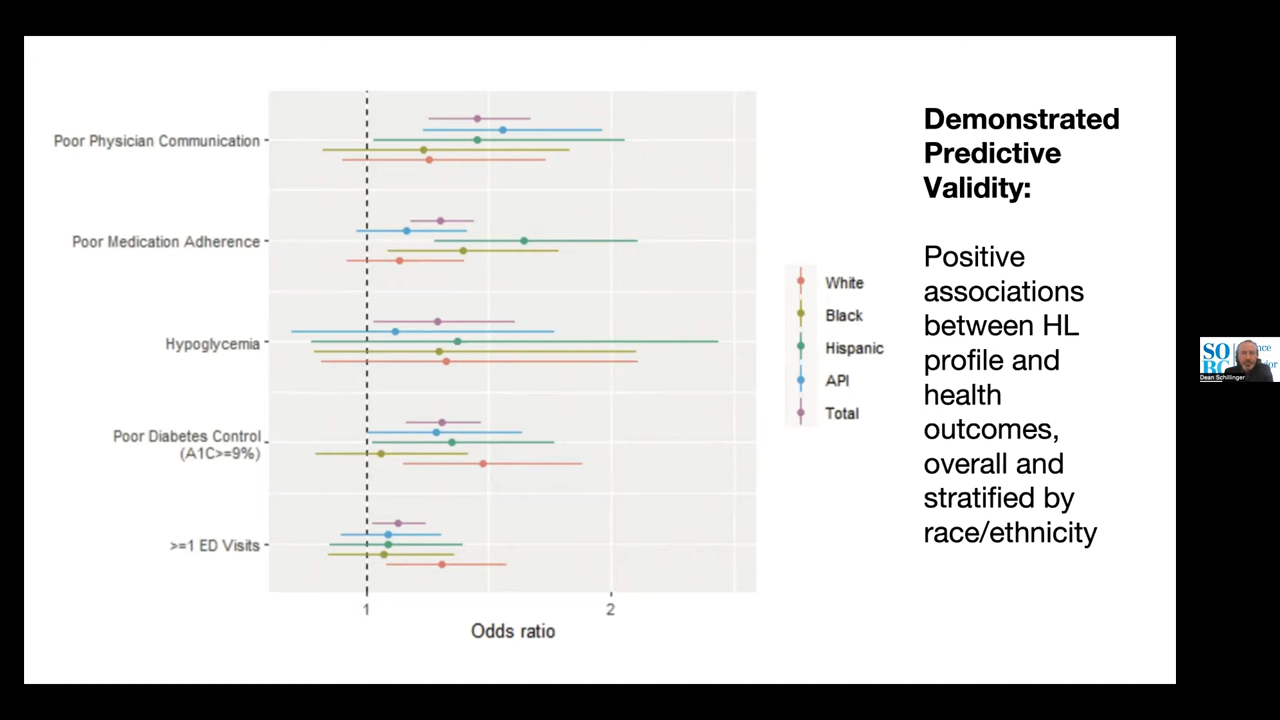 Poor Physician Communication
Poor Medication Adherence
Hypoglycemia
Poor Diabetes Control
(A1C>=9%)
>=1 ED Visits
1
2
Odds ratio
White
Black
Hispanic
API
Total
Demonstrated
Predictive
Validity:
Positive
associations
between HL
profile and
health
outcomes,
overall and
stratified by
race/ethnicity
SO
Dean Schillinger